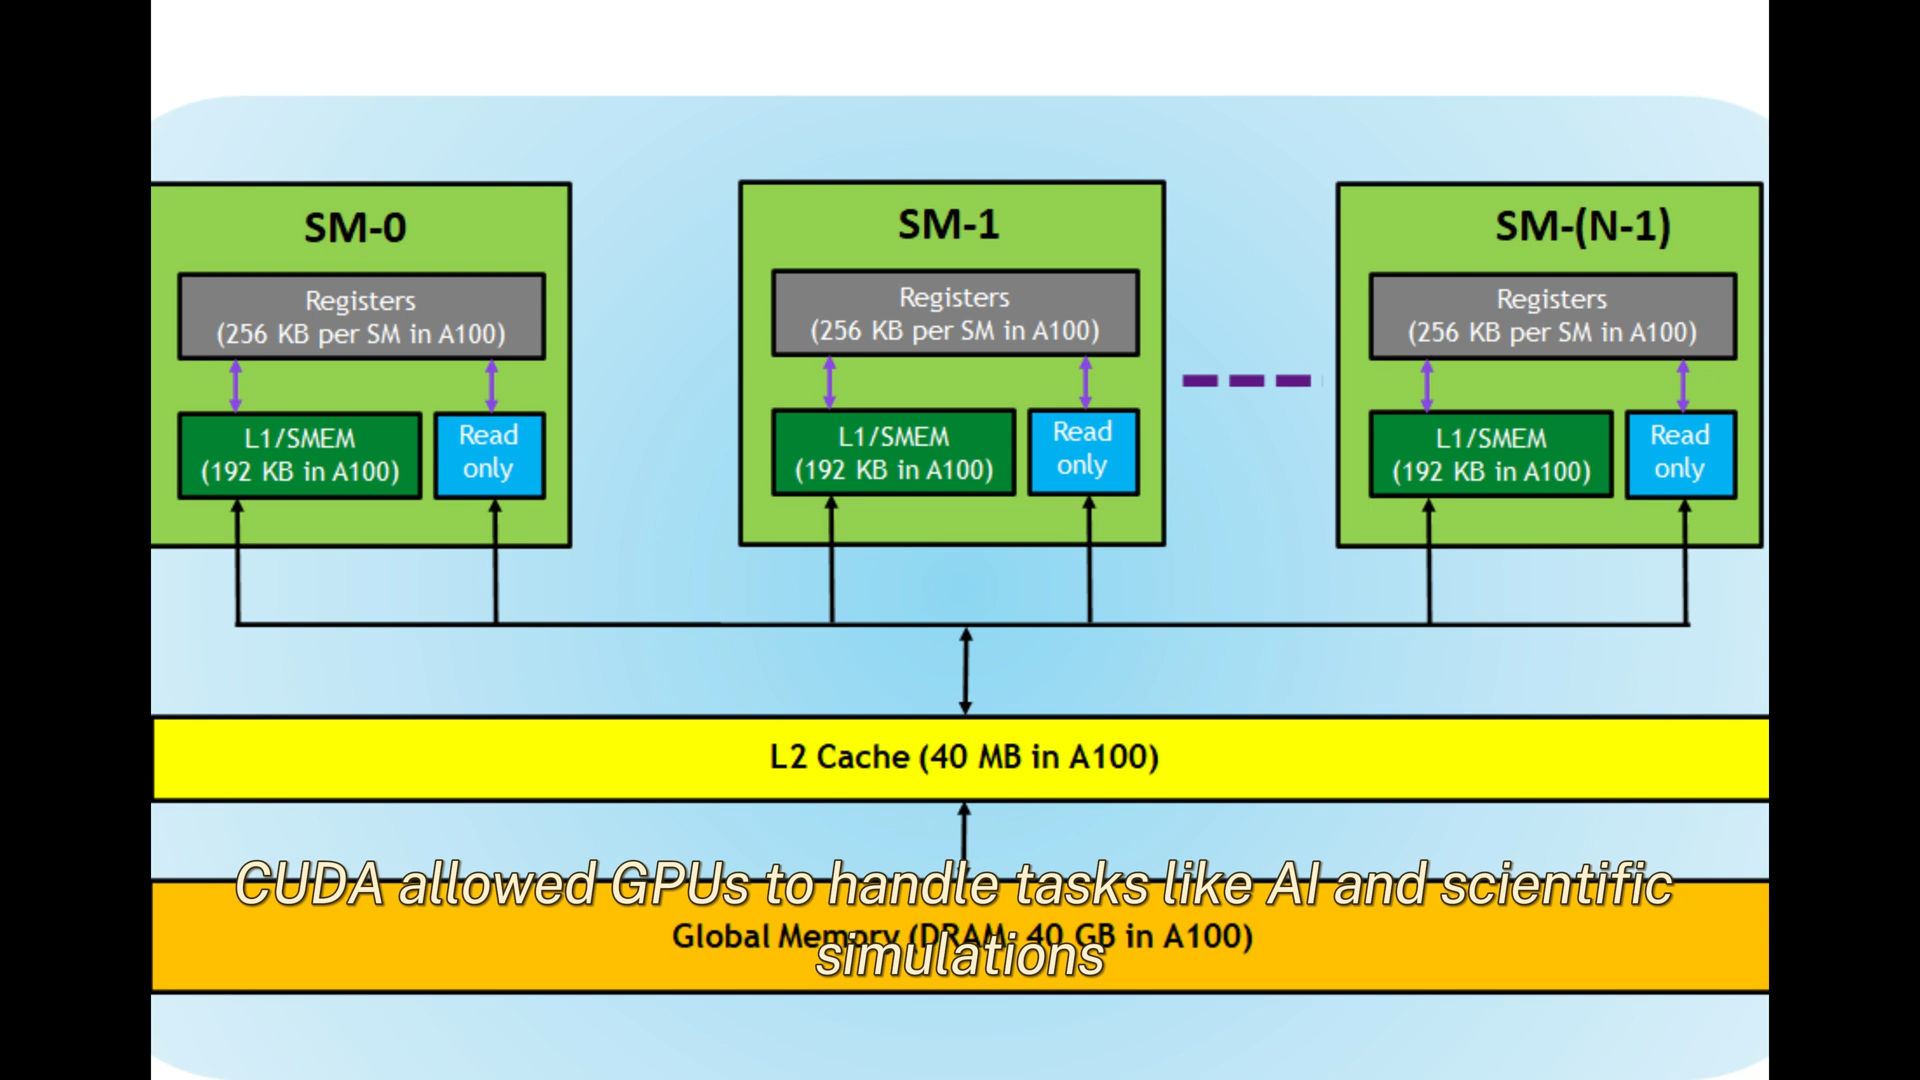 SM-0
Registers
(256 KB per SM in A100)
L1/SMEM
(192 KB in A100)
Read
only
SM-1
Registers
(256 KB per SM in A100)
L1/SMEM
(192 KB in A100)
Read
only
SM-(N-1)
Registers
(256 KB per SM in A100)
L1/SMEM
(192 KB in A100)
Read
only
L2 Cache (40 MB in A100)
Global Memory (DRAM: 40 GB in A100)
CUDA allowed GPUs to handle tasks like AI and scientific
simulations